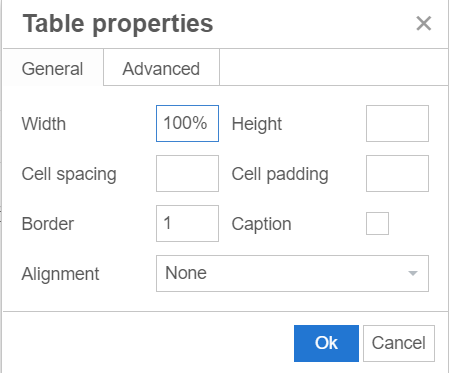 Table properties ×
General Advanced
Width 100% Height
Cell spacing Cell padding
Border 1 Caption
Alignment None
Ok Cancel